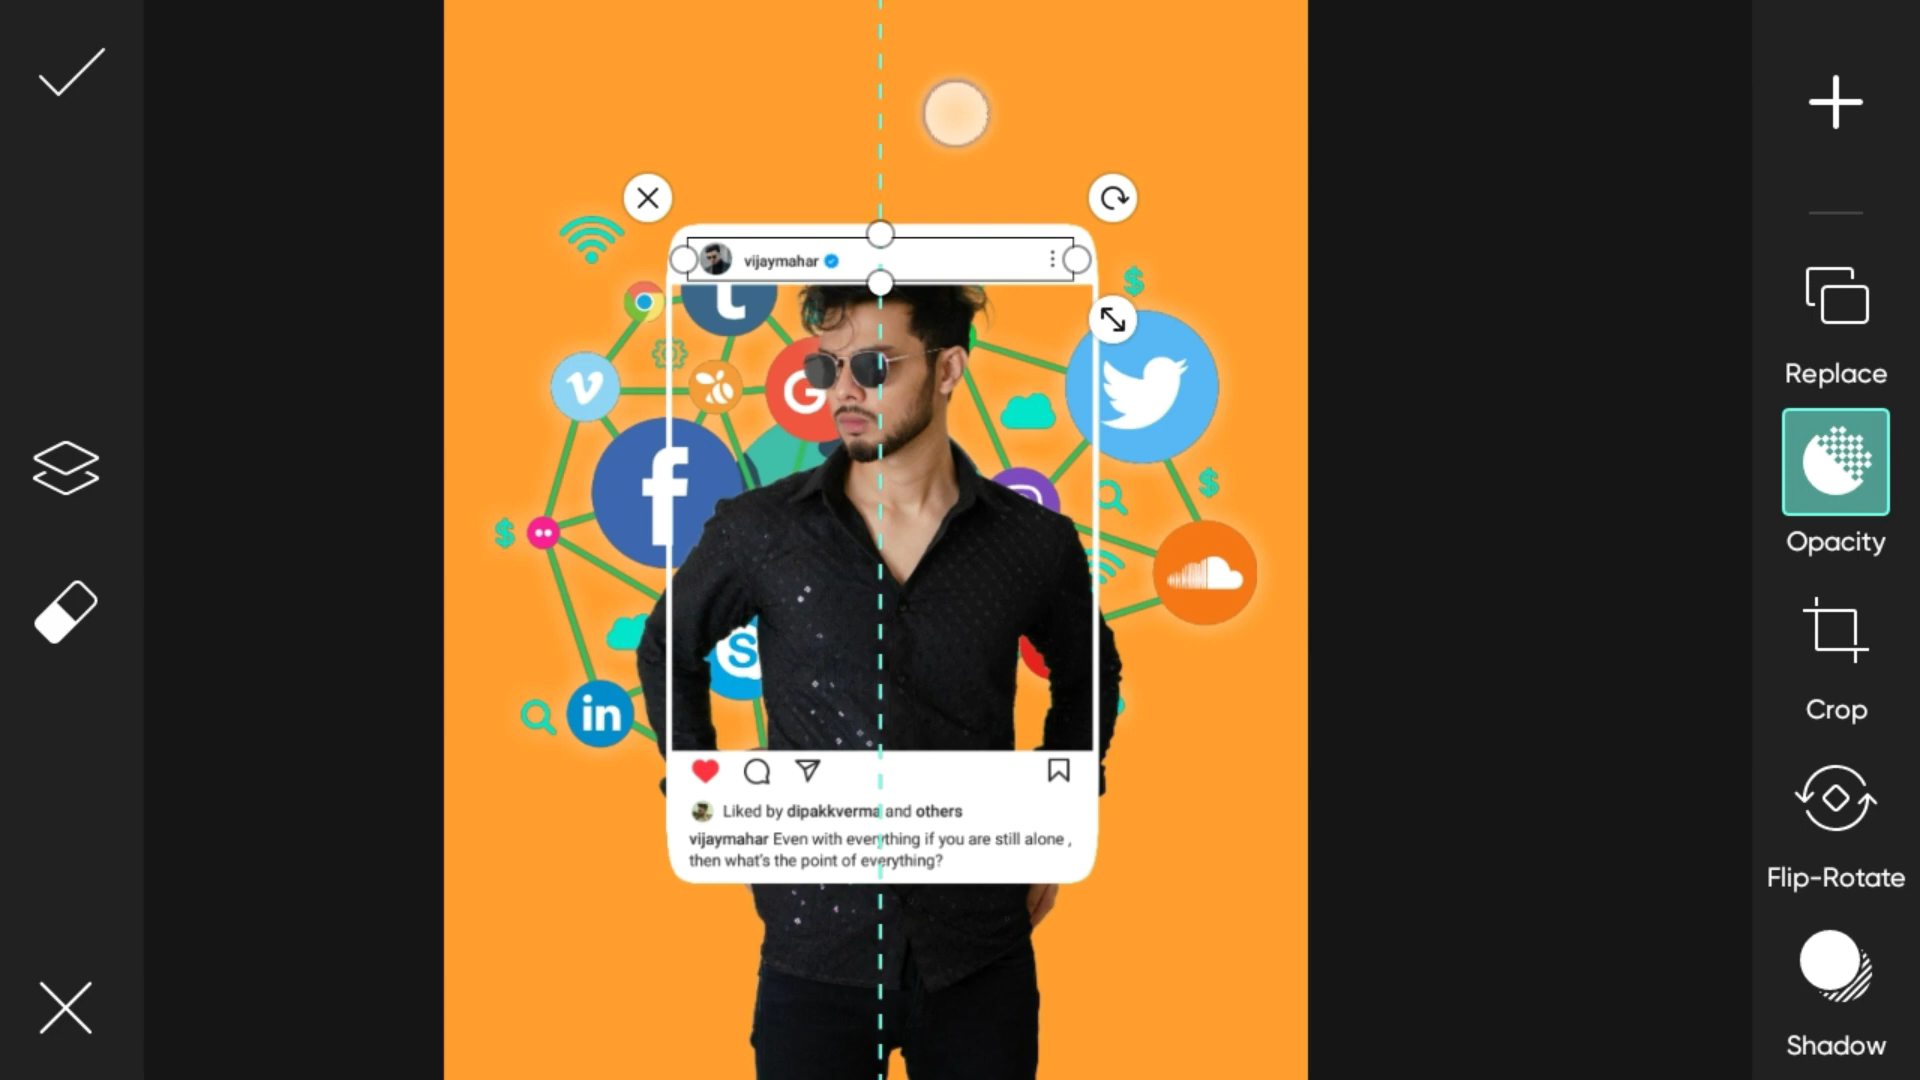 vijaymahar
t
G
f
in
S
Liked by dipakkverma and others
vijaymahar Even with everything if you are still alone ,
then what's the point of everything?
Replace
Opacity
Crop
Flip-Rotate
Shadow